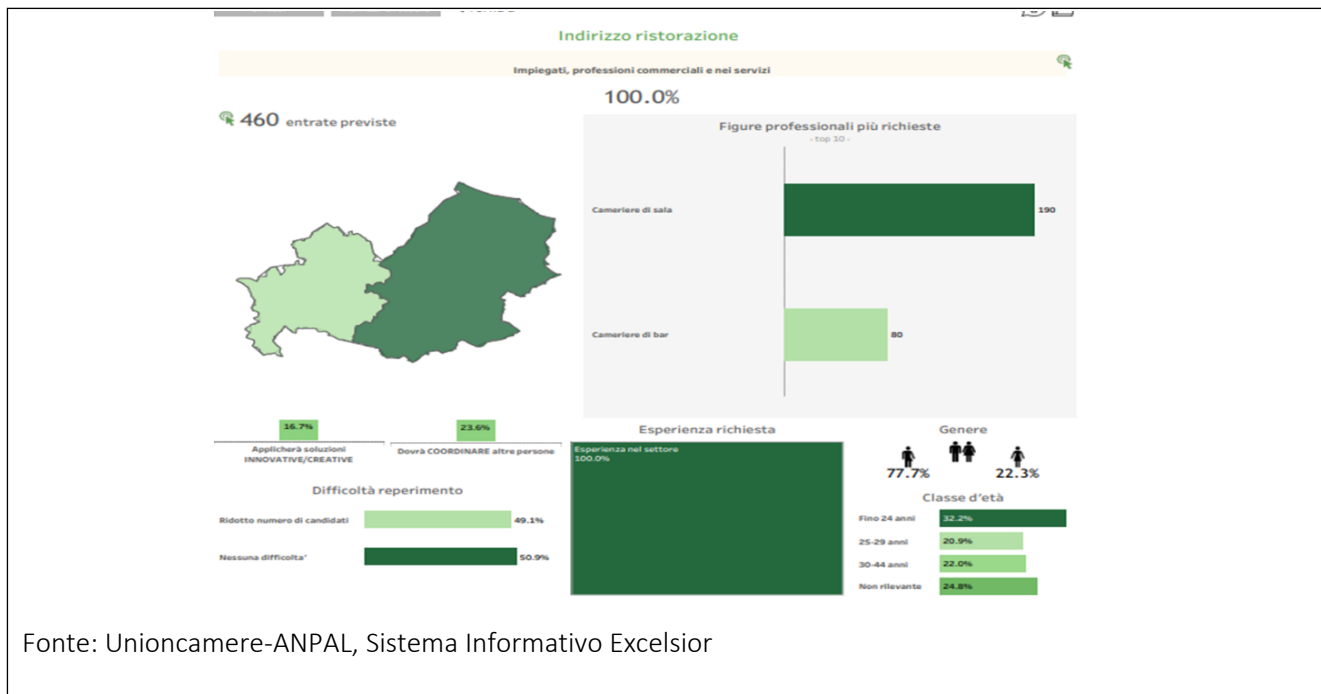 Indirizzo ristorazione
Impiegati, professioni commerciali e nei servizi
100.0%
460 entrate previste
Figure professionali più richieste
- top 10 -
Cameriere di sala
190
Cameriere di bar
80
16.7%
Applicherà soluzioni
INNOVATIVE/CREATIVE
23.6%
Dovrà COORDINARE altre persone
Difficoltà reperimento
Ridotto numero di candidati
49.1%
Nessuna difficolta'
50.9%
Esperienza richiesta
Esperienza nel settore
100.0%
Genere
77.7%
22.3%
Classe d'età
Fino 24 anni
32.2%
25-29 anni
20.9%
30-44 anni
22.0%
Non rilevante
24.8%
Fonte: Unioncamere-ANPAL, Sistema Informativo Excelsior